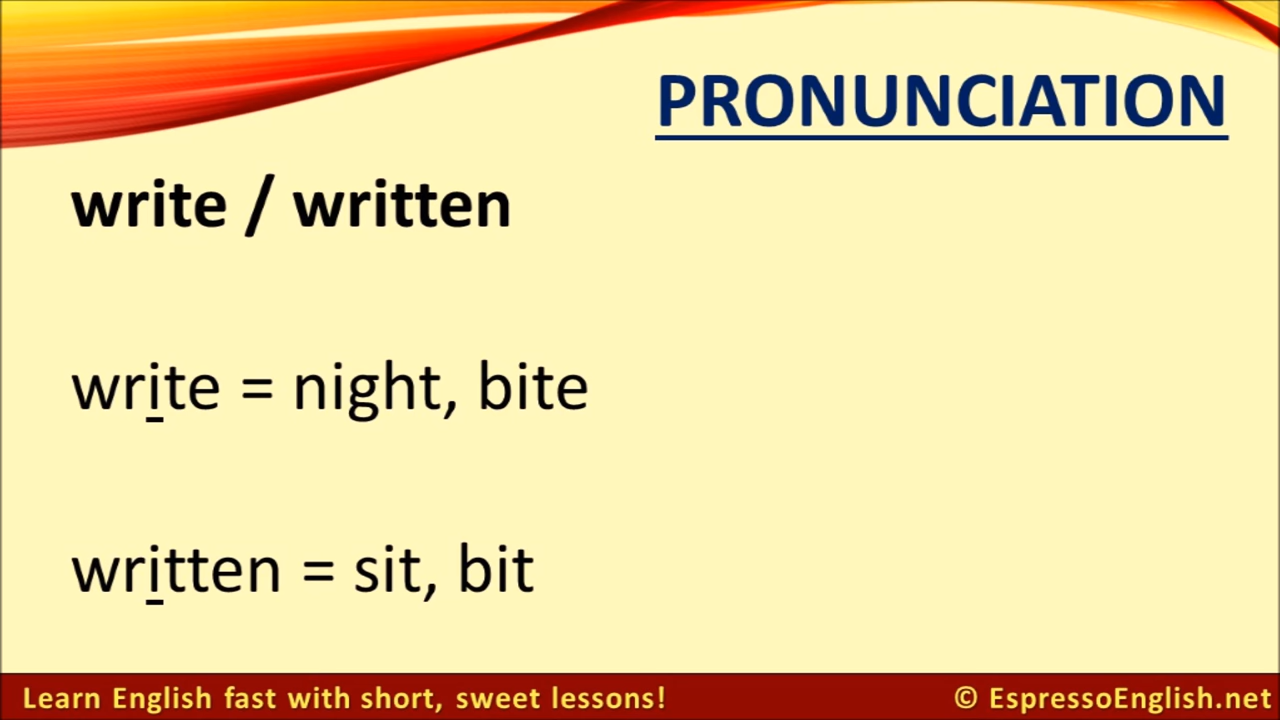 PRONUNCIATION
write / written
write = night, bite
written = sit, bit
Learn English fast with short, sweet lessons!
© EspressoEnglish.net